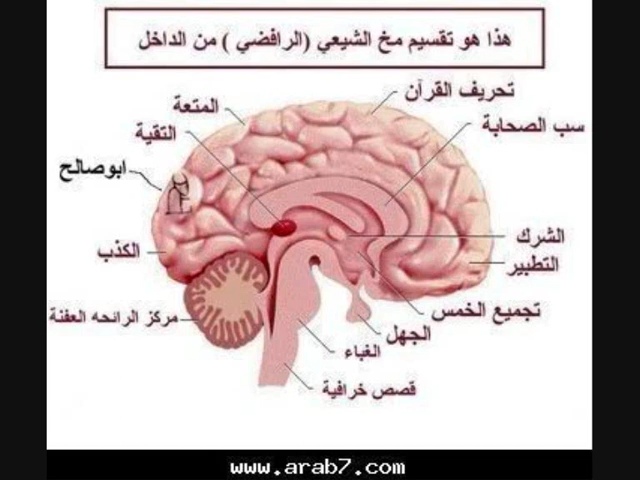 هذا هو تقسيم مخ الشيعي (الرافضي ) من الداخل
تحريف القرآن
المتعة
سب الصحابة
التقية
ابوصالح
الشرك
الكذب
التطبير
تجميع الخمس
مركز الرائحه العفنة
الجهل
الغباء
قصص خرافية
www.arab7.com